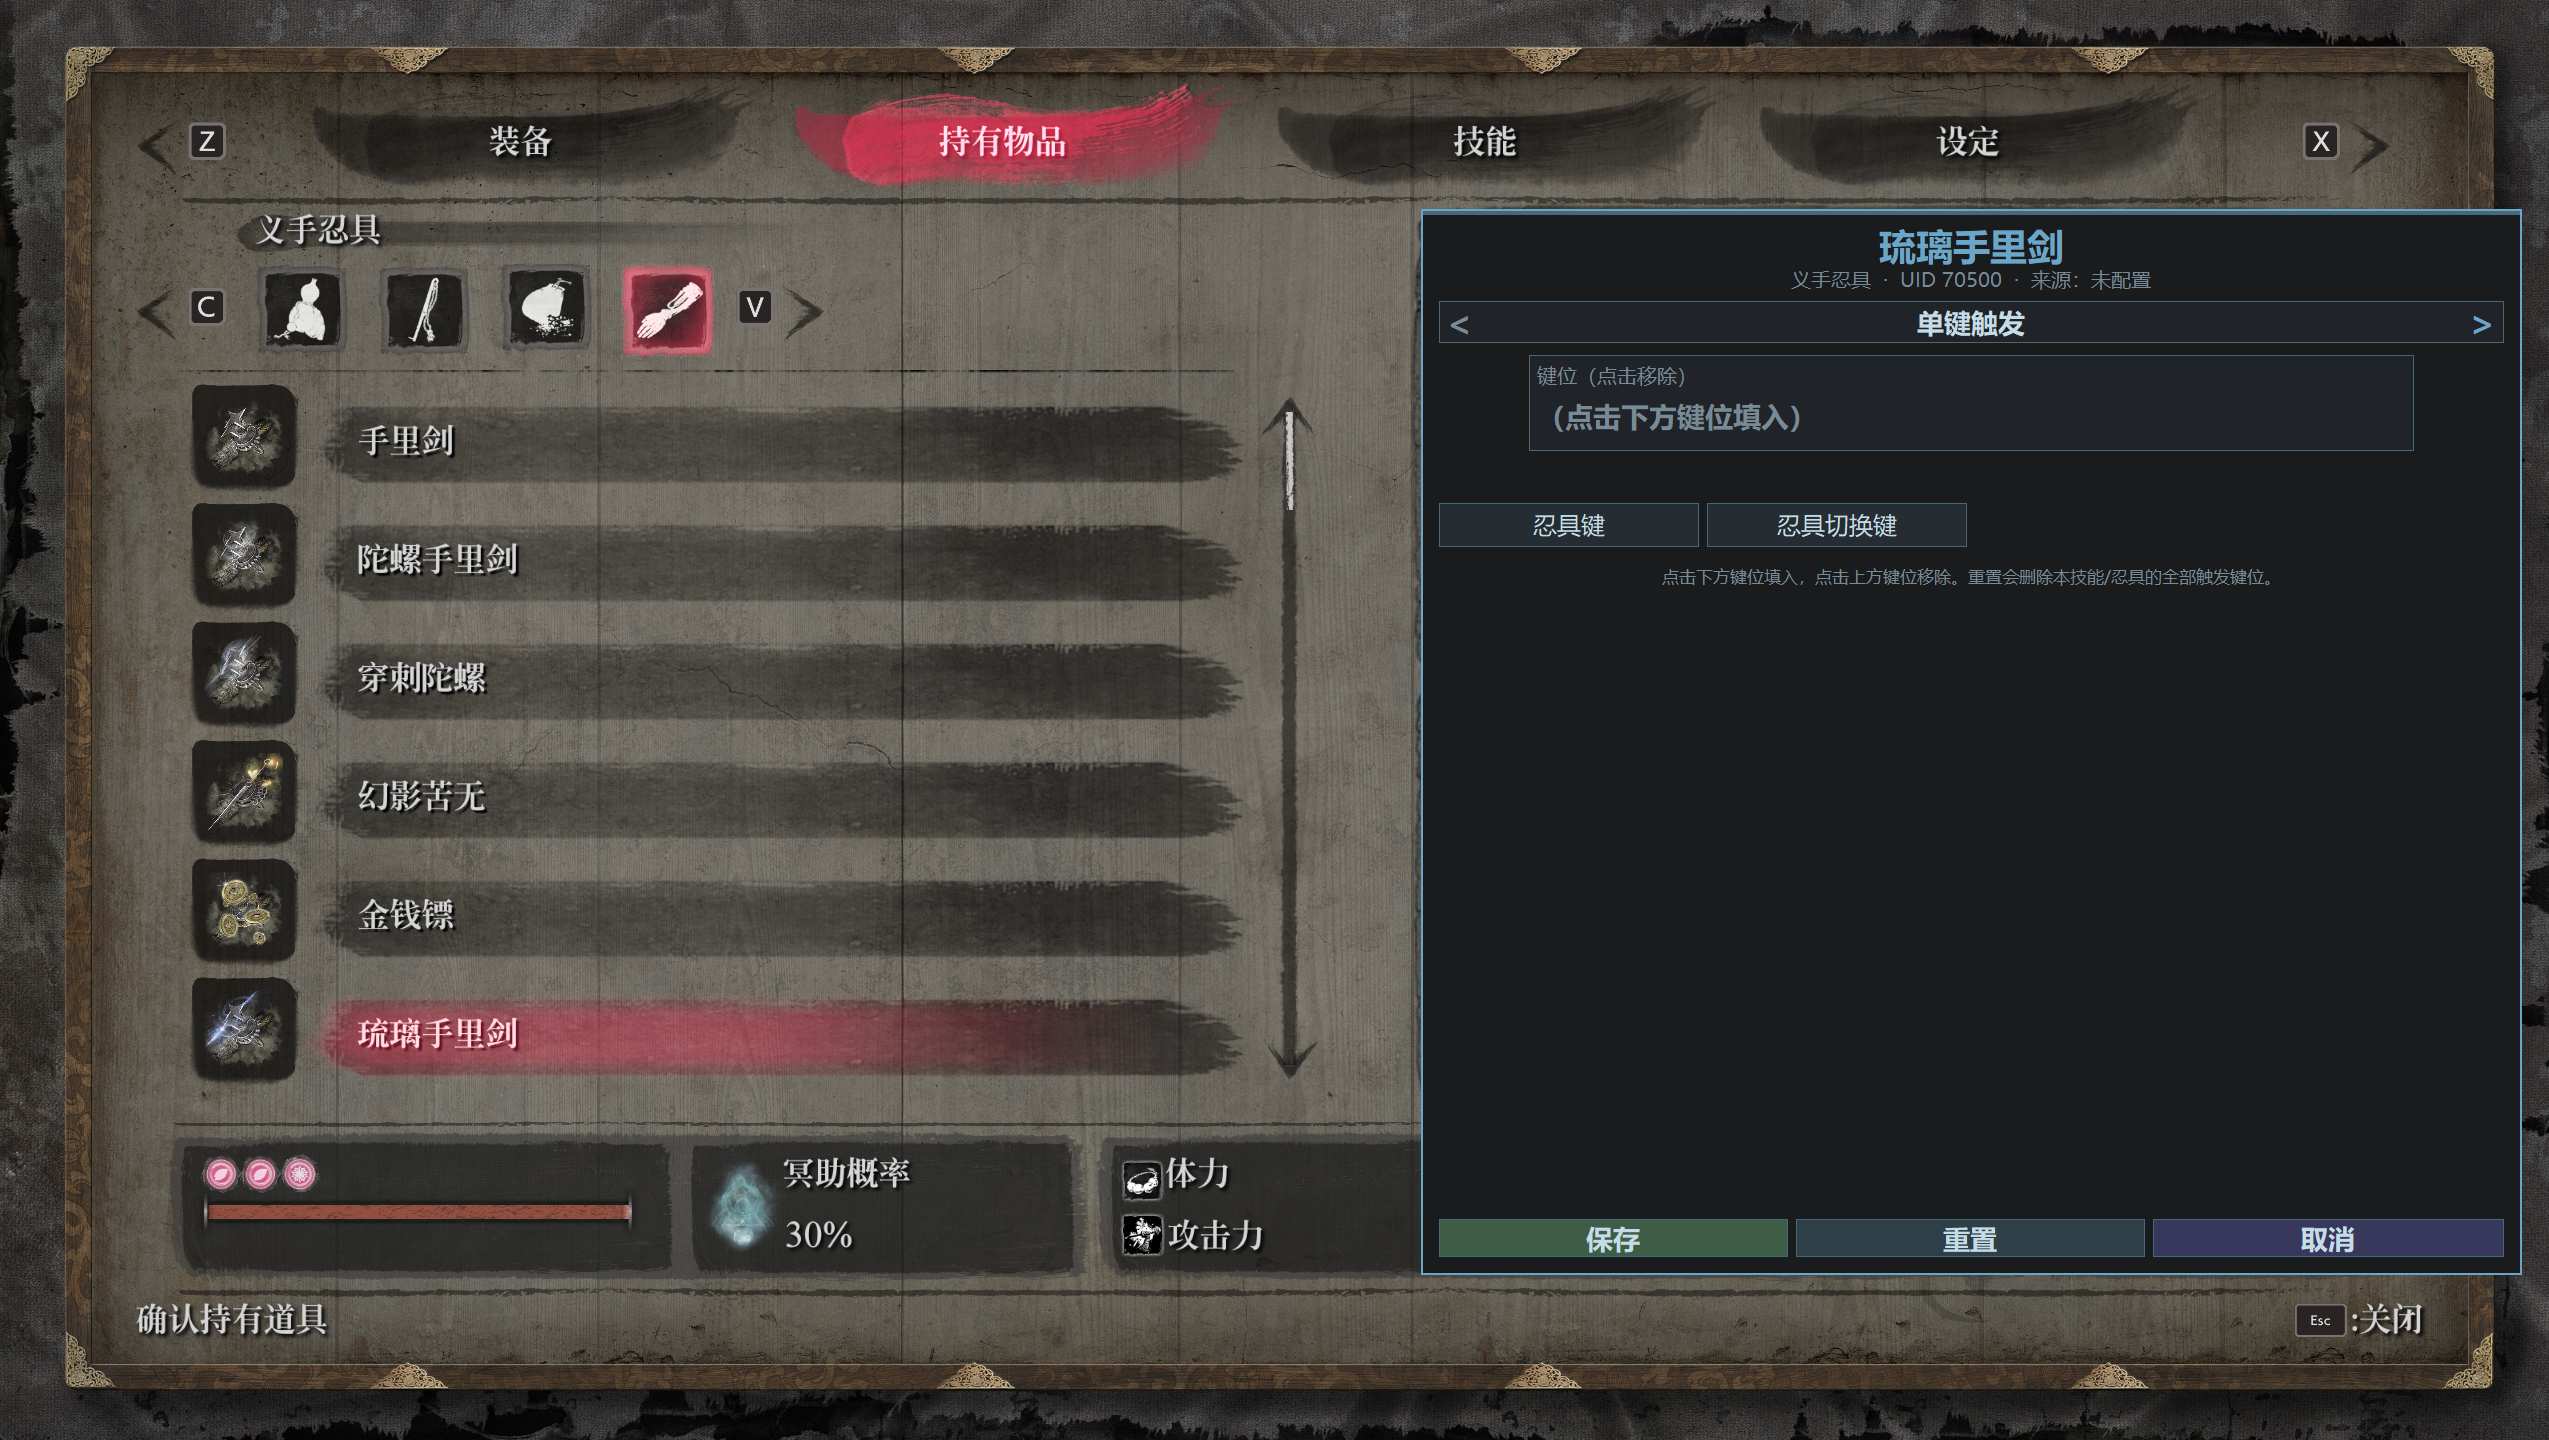 Z
装备
持有物品
技能
设定
X
义手忍具
C
V
手里剑
陀螺手里剑
穿刺陀螺
幻影苦无
金钱镖
琉璃手里剑
冥助概率
30%
体力
攻击力
确认持有道具
Esc:关闭
琉璃手里剑
义手忍具 · UID 70500 · 来源：未配置
< 单键触发 >
键位（点击移除）
（点击下方键位填入）
忍具键
忍具切换键
点击下方键位填入，点击上方键位移除。重置会删除本技能/忍具的全部触发键位。
保存
重置
取消